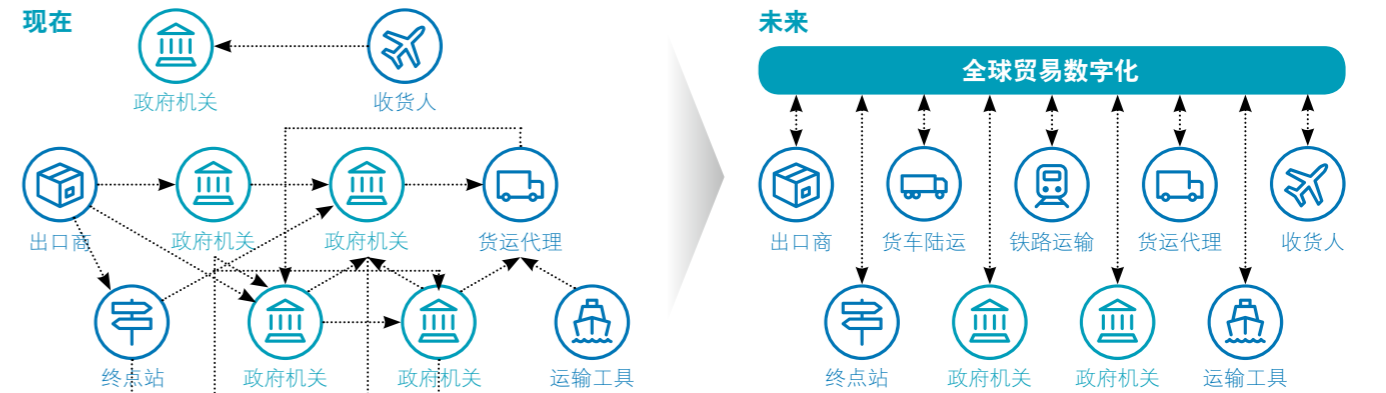 现在
政府机关
收货人
出口商
政府机关
政府机关
货运代理
终点站
政府机关
政府机关
运输工具
未来
全球贸易数字化
出口商
货车陆运
铁路运输
货运代理
收货人
终点站
政府机关
政府机关
运输工具